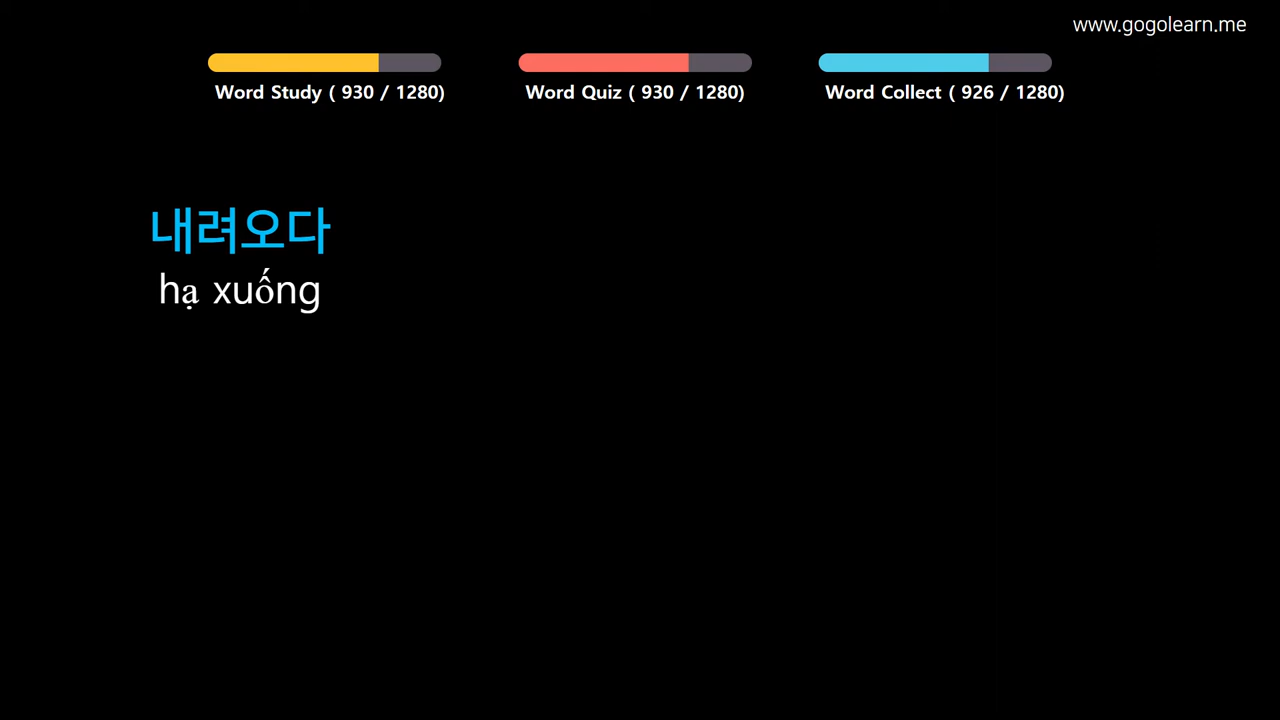 www.gogolearn.me
Word Study ( 930 / 1280)
Word Quiz ( 930 / 1280)
Word Collect ( 926 / 1280)
내려오다
hạ xuống